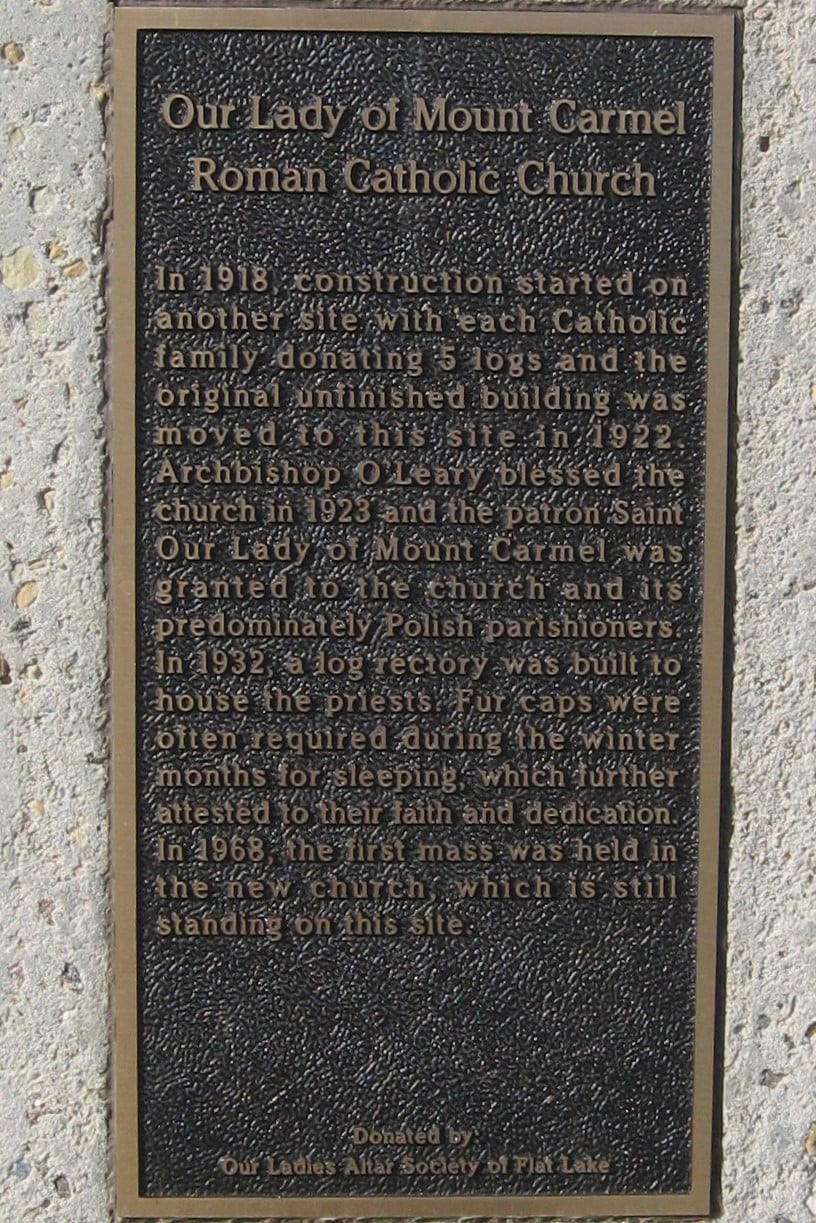 Our Lady of Mount Carmel
Roman Catholic Church
In 1918, construction started on
another site with each Catholic
family donating 5 logs and the
original unfinished building was
moved to this site in 1922.
Archbishop O'Leary blessed the
church in 1923 and the patron Saint
Our Lady of Mount Carmel was
granted to the church and its
predominately Polish parishioners.
In 1932, a log rectory was built to
house the priests. Fur caps were
often required during the winter
months for sleeping, which further
attested to their faith and dedication.
In 1968, the first mass was held in
the new church, which is still
standing on this site.
Donated by:
Our Ladies Altar Society of Flat Lake